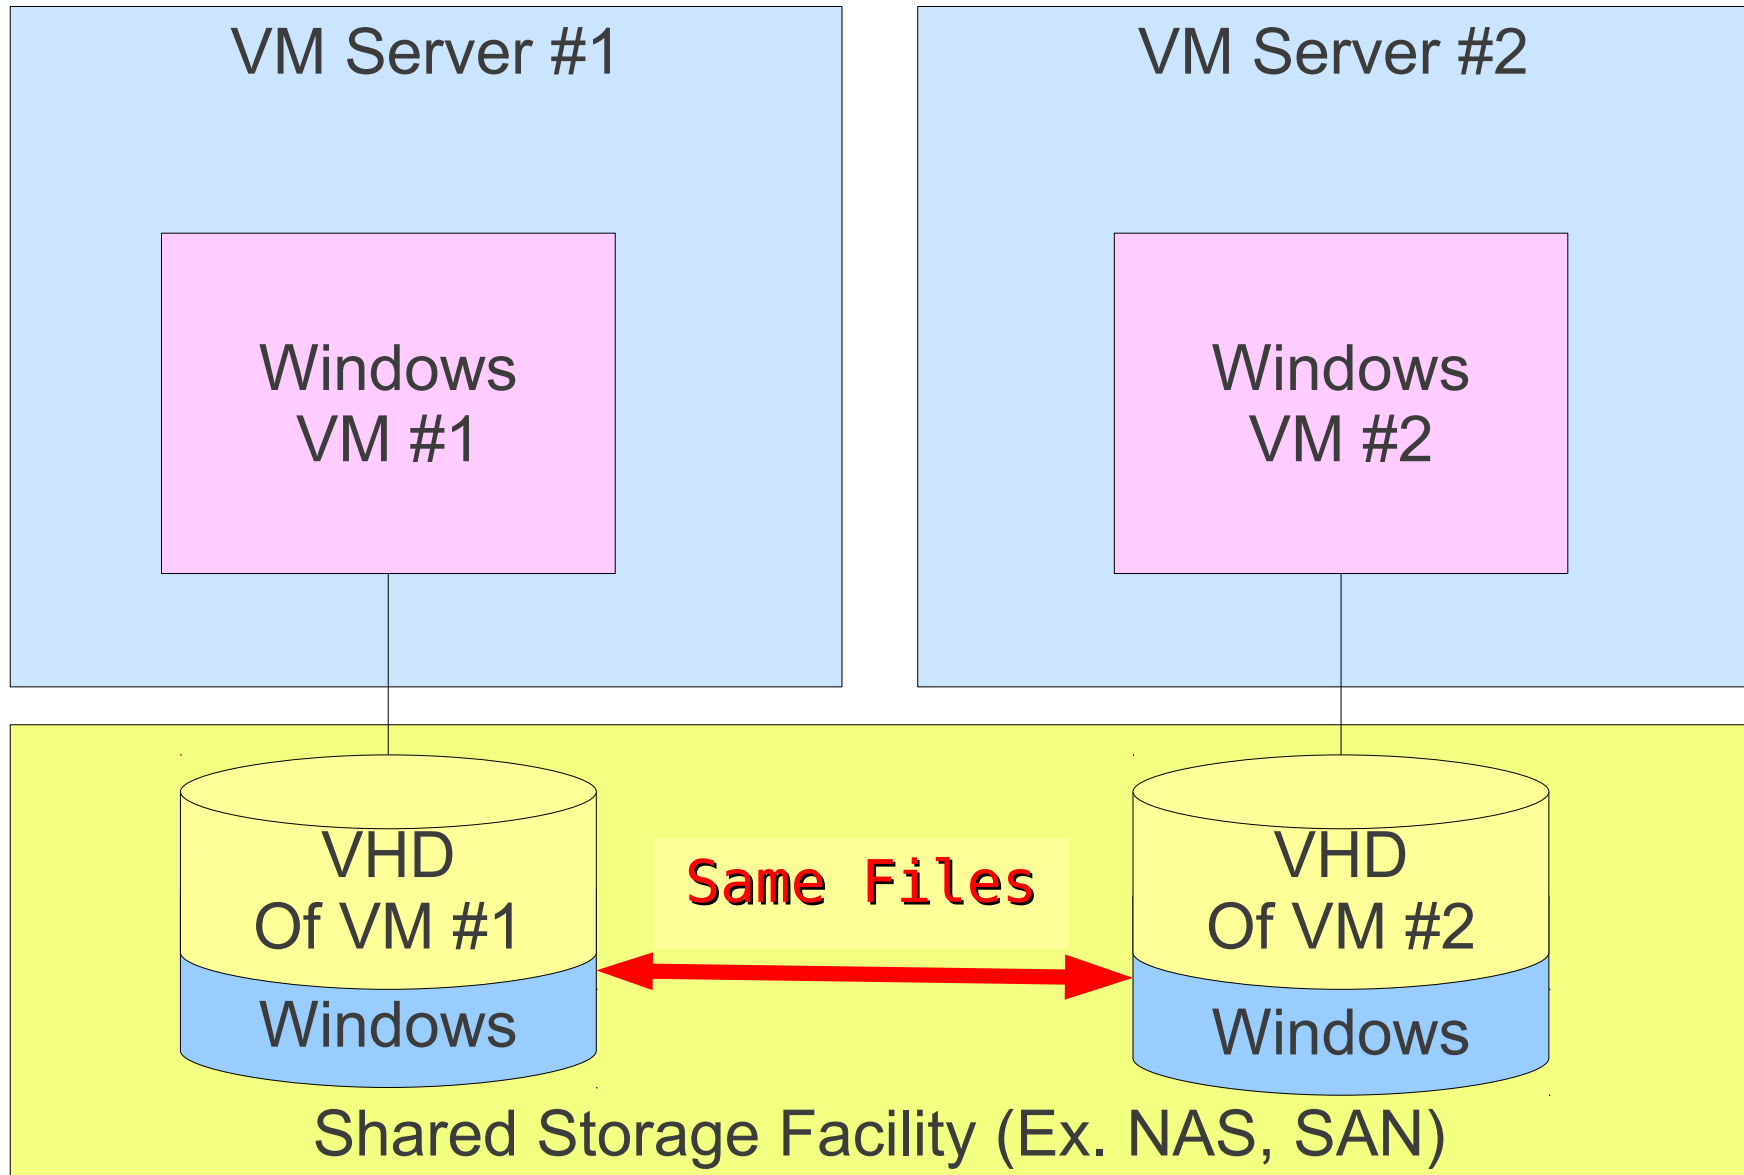 VM Server #1
VM Server #2
Windows
VM #1
Windows
VM #2
VHD
Of VM #1
Windows
Same Files
VHD
Of VM #2
Windows
Shared Storage Facility (Ex. NAS, SAN)